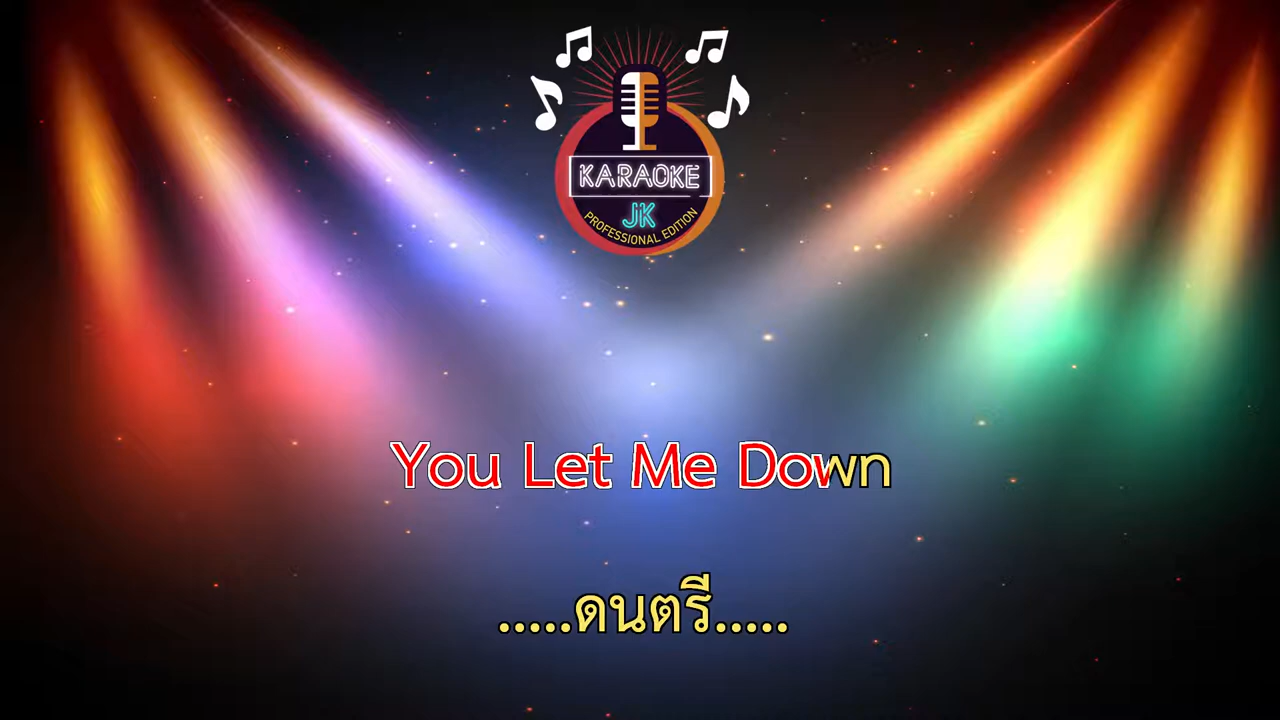 KARAOKE
JK
PROFESSIONAL EDITION
You Let Me Down
.....ดนตรี.....